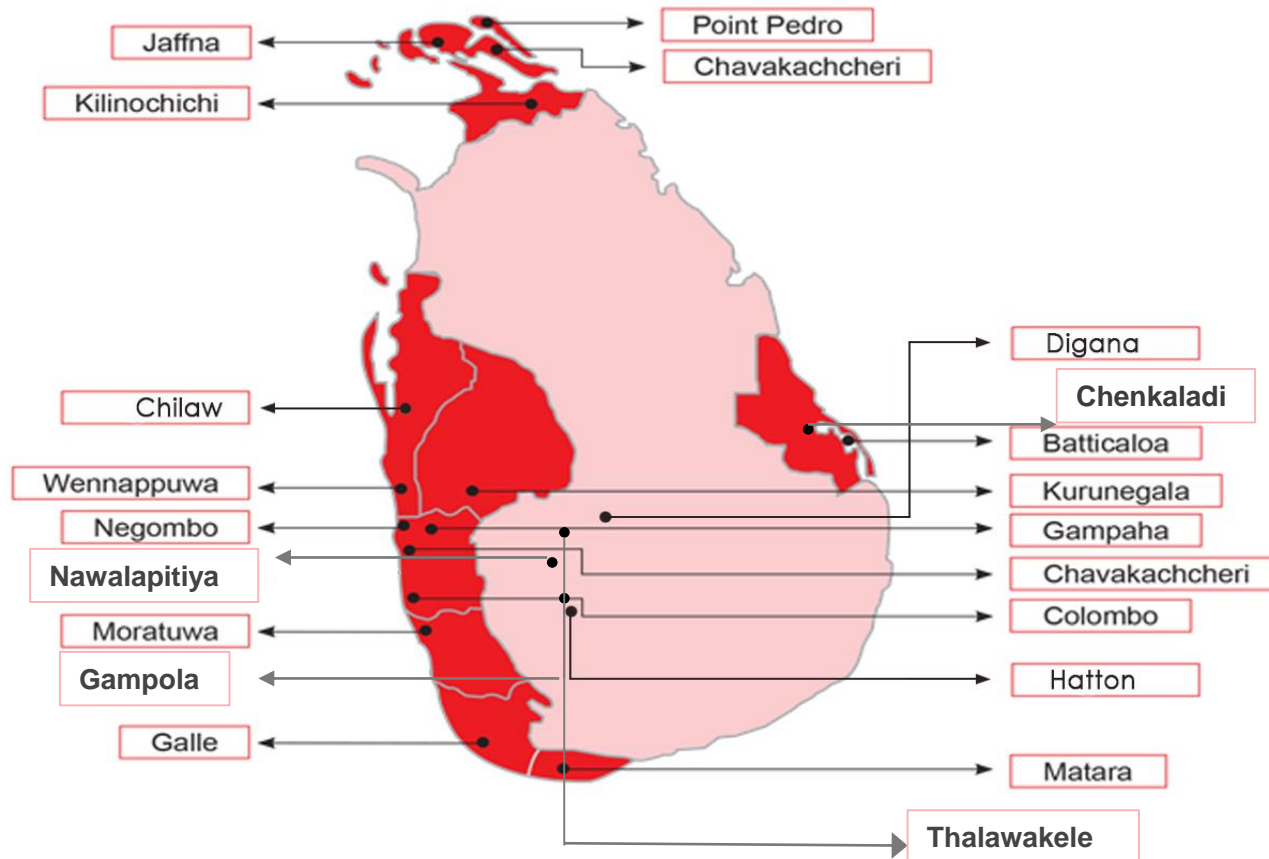 Point Pedro
Jaffna
Chavakachcheri
Kilinochichi
Digana
Chenkaladi
Chilaw
Batticaloa
Wennappuwa
Kurunegala
Negombo
Gampaha
Nawalapitiya
Chavakachcheri
Colombo
Moratuwa
Gampola
Hatton
Galle
Matara
Thalawakele